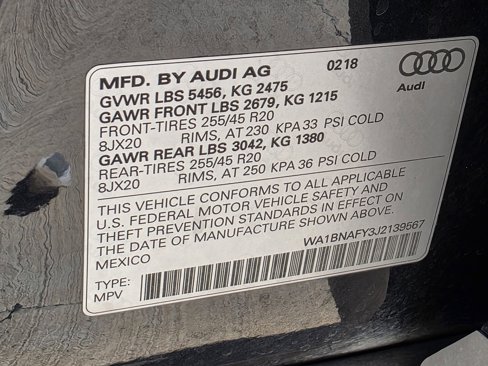 MFD. BY AUDI AG 0218
Audi
GVWR LBS 5456, KG 2475
GAWR FRONT LBS 2679, KG 1215
FRONT-TIRES 255/45 R20
8JX20 RIMS, AT 230 KPA 33 PSI COLD
GAWR REAR LBS 3042, KG 1380
REAR-TIRES 255/45 R20
8JX20 RIMS, AT 250 KPA 36 PSI COLD
THIS VEHICLE CONFORMS TO ALL APPLICABLE
U.S. FEDERAL MOTOR VEHICLE SAFETY AND
THEFT PREVENTION STANDARDS IN EFFECT ON
THE DATE OF MANUFACTURE SHOWN ABOVE.
MEXICO WA1BNAFY3J2139567
TYPE:
MPV